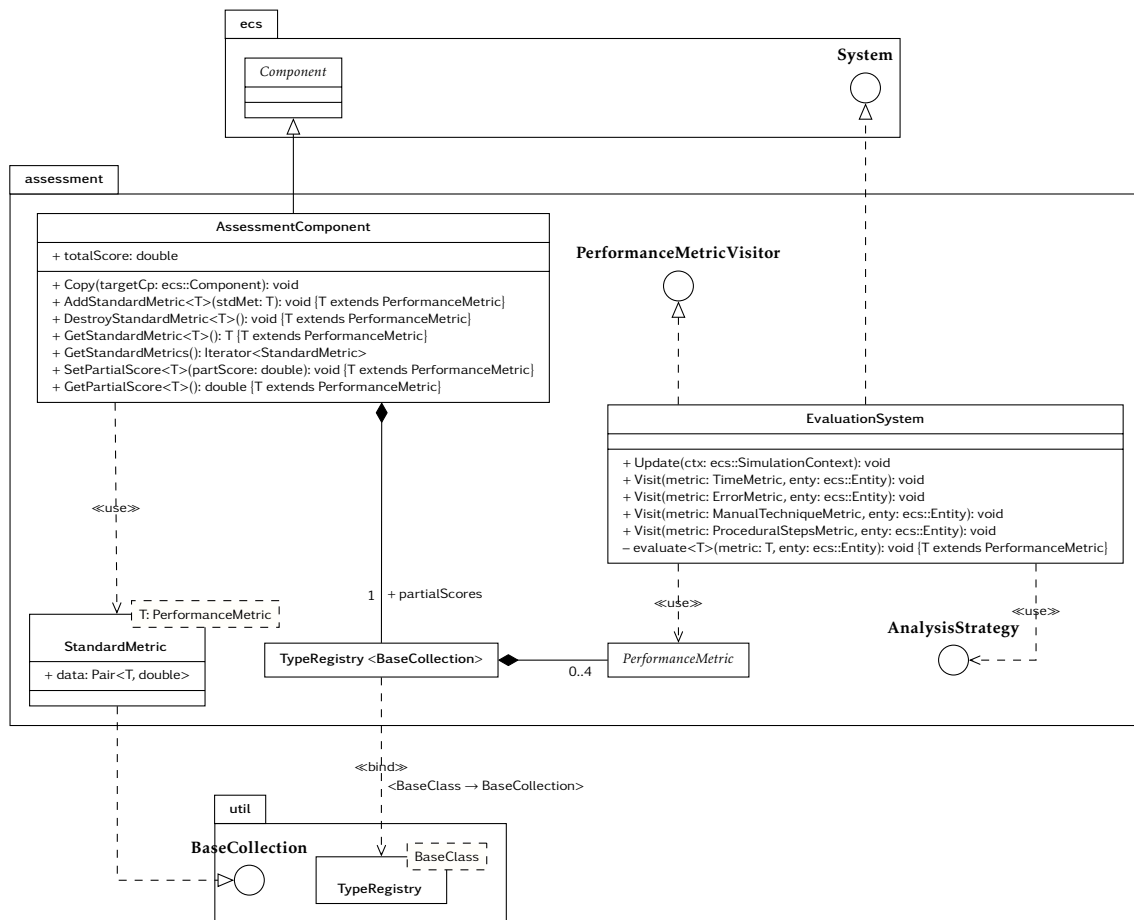 ecs
Component
System
assessment
AssessmentComponent
+ totalScore: double
+ Copy(targetCp: ecs::Component): void
+ AddStandardMetric<T>(stdMet: T): void {T extends PerformanceMetric}
+ DestroyStandardMetric<T>(): void {T extends PerformanceMetric}
+ GetStandardMetric<T>(): T {T extends PerformanceMetric}
+ GetStandardMetrics(): Iterator<StandardMetric>
+ SetPartialScore<T>(partScore: double): void {T extends PerformanceMetric}
+ GetPartialScore<T>(): double {T extends PerformanceMetric}
PerformanceMetricVisitor
EvaluationSystem
+ Update(ctx: ecs::SimulationContext): void
+ Visit(metric: TimeMetric, enty: ecs::Entity): void
+ Visit(metric: ErrorMetric, enty: ecs::Entity): void
+ Visit(metric: ManualTechniqueMetric, enty: ecs::Entity): void
+ Visit(metric: ProceduralStepsMetric, enty: ecs::Entity): void
– evaluate<T>(metric: T, enty: ecs::Entity): void {T extends PerformanceMetric}
≪use≫
1 + partialScores
≪use≫
≪use≫
T: PerformanceMetric
StandardMetric
+ data: Pair<T, double>
TypeRegistry <BaseCollection>
0..4
PerformanceMetric
AnalysisStrategy
≪bind≫
<BaseClass → BaseCollection>
util
BaseCollection
BaseClass
TypeRegistry